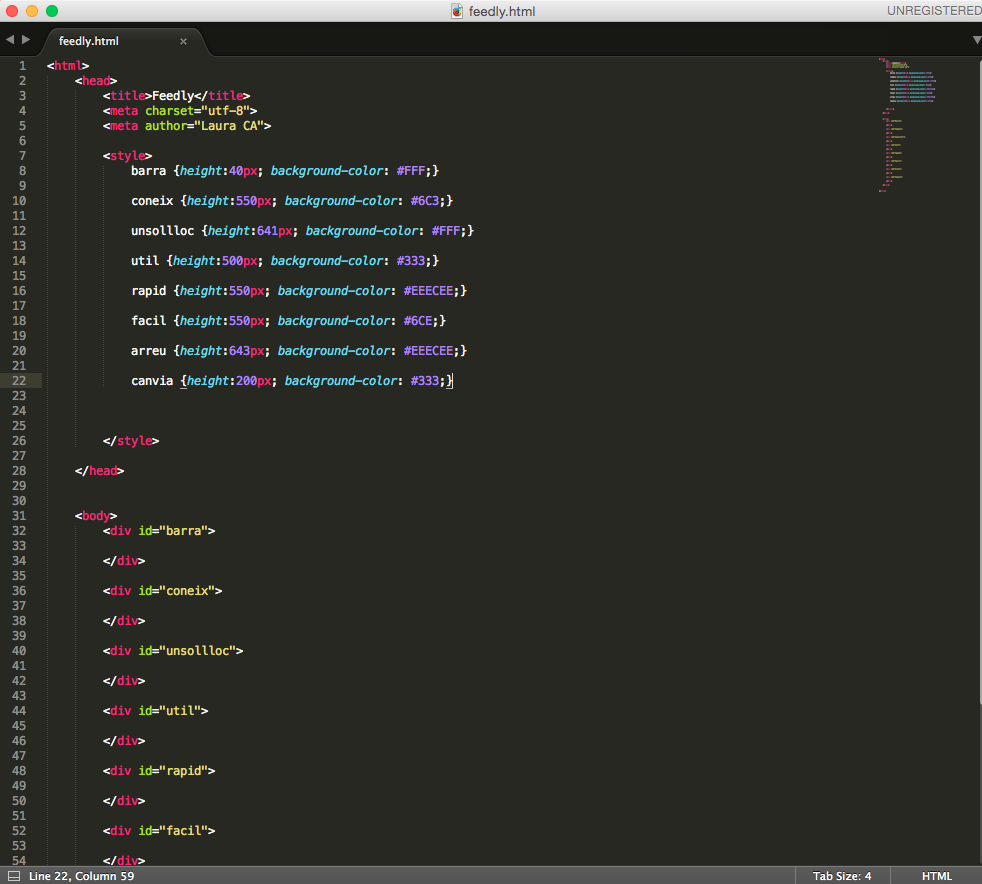 feedly.html
UNREGISTERED
feedly.html ×
1 <html>
2 <head>
3 <title>Feedly</title>
4 <meta charset="utf-8">
5 <meta author="Laura CA">
6
7 <style>
8 barra {height:40px; background-color: #FFF;}
9
10 coneix {height:550px; background-color: #6C3;}
11
12 unsollloc {height:641px; background-color: #FFF;}
13
14 util {height:500px; background-color: #333;}
15
16 rapid {height:550px; background-color: #EEECEE;}
17
18 facil {height:550px; background-color: #6CE;}
19
20 arreu {height:643px; background-color: #EEECEE;}
21
22 canvia {height:200px; background-color: #333;}
23
24
25
26 </style>
27
28 </head>
29
30
31 <body>
32 <div id="barra">
33
34 </div>
35
36 <div id="coneix">
37
38 </div>
39
40 <div id="unsollloc">
41
42 </div>
43
44 <div id="util">
45
46 </div>
47
48 <div id="rapid">
49
50 </div>
51
52 <div id="facil">
53
54 </div>
Line 22, Column 59
Tab Size: 4
HTML